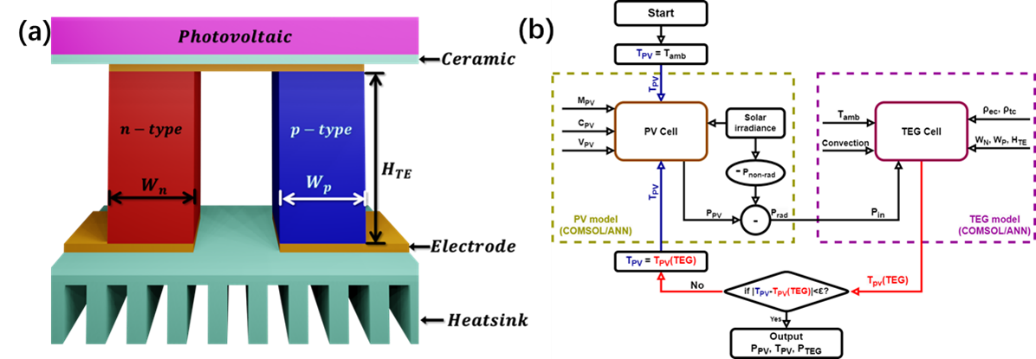 (a)
Photovoltaic
Ceramic
n-type
p-type
H_TE
W_n
W_p
Electrode
Heatsink
(b)
Start
T_PV = T_amb
T_PV
M_PV
C_PV
V_PV
PV Cell
Solar
irradiance
- P_non-rad
-
P_PV
P_rad
T_PV
PV model
(COMSOL/ANN)
T_amb
Convection
TEG Cell
ρ_ec, ρ_tc
W_N, W_P, H_TE
P_in
TEG model
(COMSOL/ANN)
T_PV = T_PV(TEG)
No
if |T_PV-T_PV(TEG)|<£?
T_pv(TEG)
Yes
Output
P_PV, T_PV, P_TEG